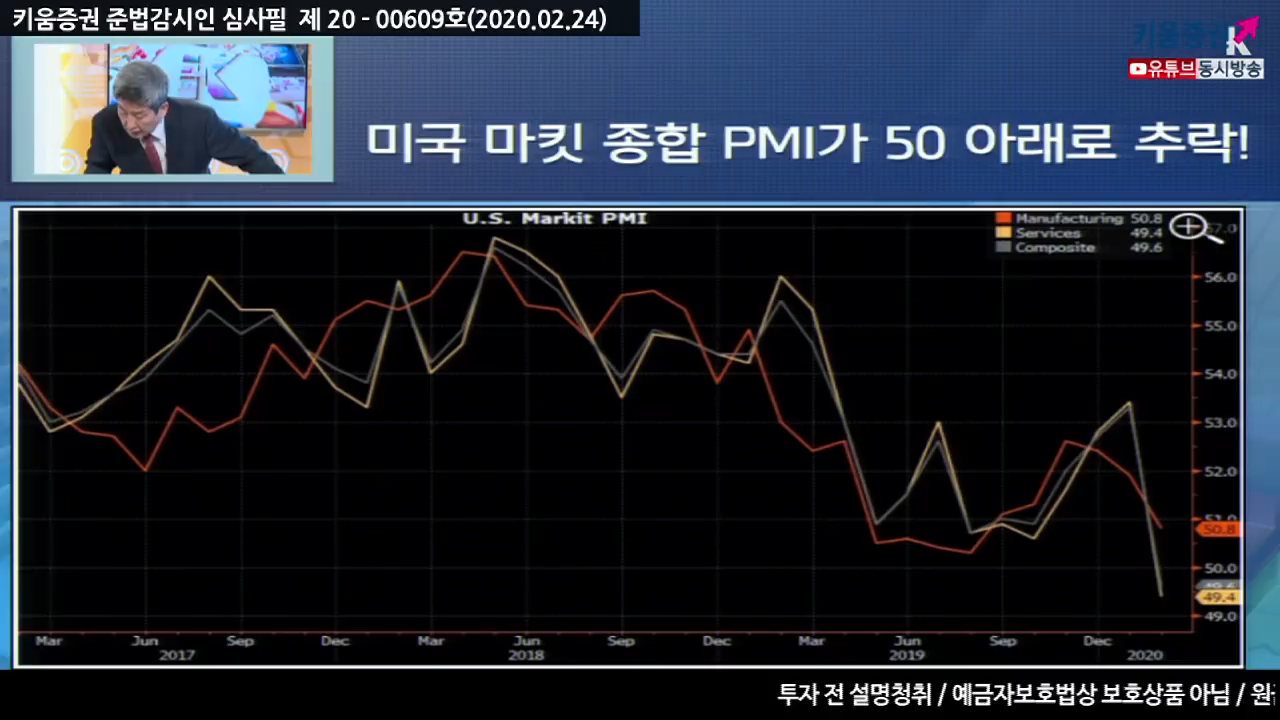 키움증권 준법감시인 심사필 제 20 - 00609호(2020.02.24)
키움증권
유튜브 동시방송
미국 마킷 종합 PMI가 50 아래로 추락!
U.S. Markit PMI
Manufacturing 50.8
Services 49.4
Composite 49.6
57.0
56.0
55.0
54.0
53.0
52.0
51.0
50.8
50.0
49.6
49.4
49.0
Mar Jun Sep Dec Mar Jun Sep Dec Mar Jun Sep Dec
2017 2018 2019 2020
투자 전 설명청취 / 예금자보호법상 보호상품 아님 / 원